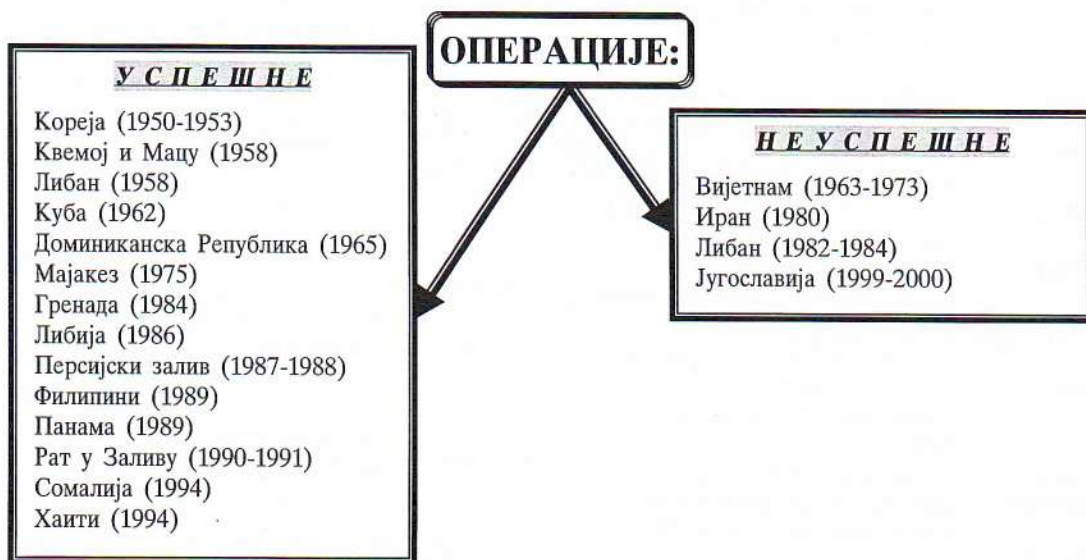 ОПЕРАЦИЈЕ:
УСПЕШНЕ
Кореја (1950-1953)
Квемој и Мацу (1958)
Либан (1958)
Куба (1962)
Доминиканска Република (1965)
Мајакез (1975)
Гренада (1984)
Либија (1986)
Персијски залив (1987-1988)
Филипини (1989)
Панама (1989)
Рат у Заливу (1990-1991)
Сомалија (1994)
Хаити (1994)
НЕУСПЕШНЕ
Вијетнам (1963-1973)
Иран (1980)
Либан (1982-1984)
Југославија (1999-2000)